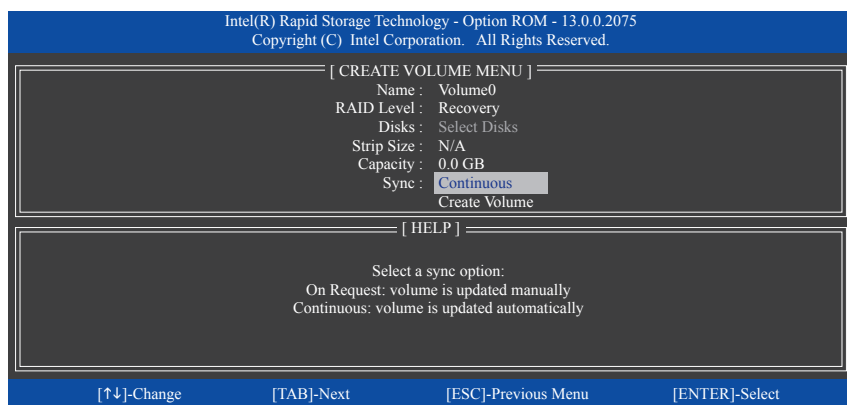 Intel(R) Rapid Storage Technology - Option ROM - 13.0.0.2075
Copyright (C) Intel Corporation. All Rights Reserved.
[ CREATE VOLUME MENU ]
Name : Volume0
RAID Level : Recovery
Disks : Select Disks
Strip Size : N/A
Capacity : 0.0 GB
Sync : Continuous
Create Volume
[ HELP ]
Select a sync option:
On Request: volume is updated manually
Continuous: volume is updated automatically
[↑↓]-Change [TAB]-Next [ESC]-Previous Menu [ENTER]-Select